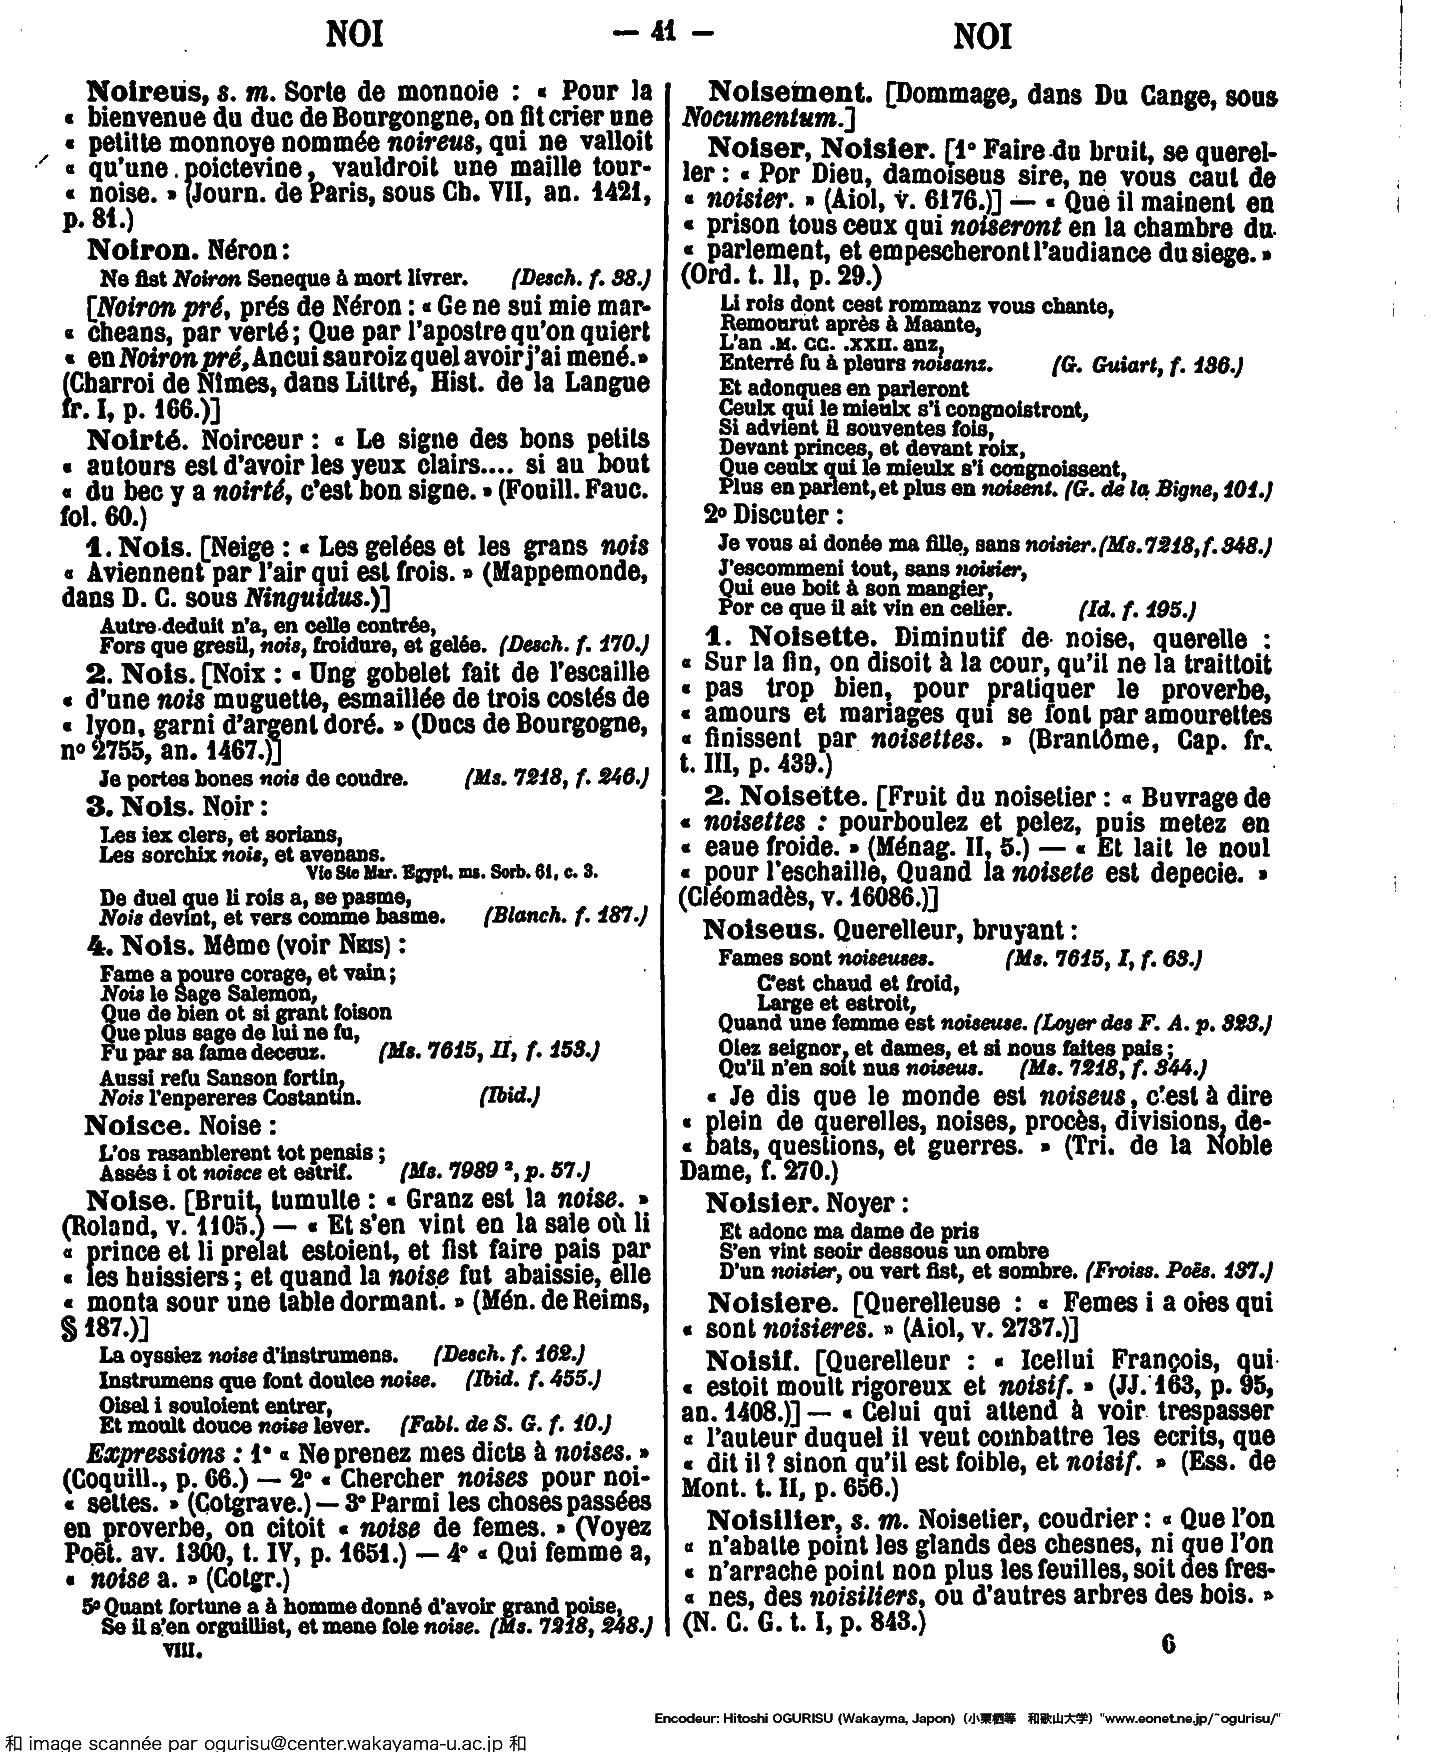 NOI — 41 — NOI
Noireus, s. m. Sorte de monnoie : « Pour la
« bienvenue du duc de Bourgongne, on fit crier une
« petitte monnoye nommée noireus, qui ne valloit
« qu'une poictevine, vauldroit une maille tour-
« noise. » (Journ. de Paris, sous Ch. VII, an. 1421,
p. 81.)
Noiron. Néron :
Ne fist Noiron Seneque à mort livrer. (Desch. f. 38.)
[Noiron pré, prés de Néron : « Ge ne sui mie mar-
« cheans, par verté ; Que par l'apostre qu'on quiert
« en Noiron pré, Ancui sauroiz quel avoir j'ai mené. »
(Charroi de Nîmes, dans Littré, Hist. de la Langue
fr. I, p. 166.)]
Noirté. Noirceur : « Le signe des bons petits
« autours est d'avoir les yeux clairs.... si au bout
« du bec y a noirté, c'est bon signe. » (Fouill. Fauc.
fol. 60.)
1. Nois. [Neige : « Les gelées et les grans nois
« Aviennent par l'air qui est frois. » (Mappemonde,
dans D. C. sous Ninguidus.)]
Autre deduit n'a, en celle contrée,
Fors que gresil, nois, froidure, et gelée. (Desch. f. 170.)
2. Nois. [Noix : « Ung gobelet fait de l'escaille
« d'une nois muguette, esmaillée de trois costés de
« lyon, garni d'argent doré. » (Ducs de Bourgogne,
nº 2755, an. 1467.)]
Je portes bones nois de coudre. (Ms. 7218, f. 246.)
3. Nois. Noir :
Les iex clers, et sorians,
Les sorchix nois, et avenans.
Vie Ste Mar. Egypt. ms. Sorb. 61, c. 3.
De duel que li rois a, se pasme,
Nois devint, et vers comme basme. (Blanch. f. 187.)
4. Nois. Même (voir NEIS) :
Fame a poure corage, et vain ;
Nois le Sage Salemon,
Que de bien ot si grant foison
Que plus sage de lui ne fu,
Fu par sa fame deceuz. (Ms. 7615, II, f. 153.)
Aussi refu Sanson fortin,
Nois l'enpereres Costantin. (Ibid.)
Noisce. Noise :
L'os rasanblerent tot pensis ;
Assés i ot noisce et estrif. (Ms. 7989 ², p. 57.)
Noise. [Bruit, tumulte : « Granz est la noise. »
(Roland, v. 1105.) — « Et s'en vint en la sale où li
« prince et li prelat estoient, et fist faire pais par
« les huissiers ; et quand la noise fut abaissie, elle
« monta sour une table dormant. » (Mén. de Reims,
§ 187.)]
La oyssiez noise d'instrumens. (Desch. f. 162.)
Instrumens que font doulce noise. (Ibid. f. 455.)
Oisel i souloient entrer,
Et moult douce noise lever. (Fabl. de S. G. f. 10.)
Expressions : 1º « Ne prenez mes dicts à noises. »
(Coquill., p. 66.) — 2º « Chercher noises pour noi-
« settes. » (Cotgrave.) — 3º Parmi les choses passées
en proverbe, on citoit « noise de femes. » (Voyez
Poët. av. 1300, t. IV, p. 1651.) — 4º « Qui femme a,
« noise a. » (Cotgr.)
5º Quant fortune a à homme donné d'avoir grand poise,
Se il s'en orguillist, et mene fole noise. (Ms. 7218, 248.)
VIII.
Noisement. [Dommage, dans Du Cange, sous
Nocumentum.]
Noiser, Noisier. [1º Faire du bruit, se querel-
ler : « Por Dieu, damoiseus sire, ne vous caut de
« noisier. » (Aiol, v. 6176.)] — « Que il mainent en
« prison tous ceux qui noiseront en la chambre du
« parlement, et empescheront l'audiance du siege. »
(Ord. t. II, p. 29.)
Li rois dont cest rommanz vous chante,
Remourut après à Maante,
L'an .M. CC. .XXII. anz,
Enterré fu à pleurs noisanz. (G. Guiart, f. 136.)
Et adonques en parleront
Ceulx qui le mieulx s'i congnoistront,
Si advient il souventes fois,
Devant princes, et devant roix,
Que ceulx qui le mieulx s'i congnoissent,
Plus en parlent, et plus en noisent. (G. de la Bigne, 101.)
2º Discuter :
Je vous ai donée ma fille, sans noisier. (Ms. 7218, f. 348.)
J'escommeni tout, sans noisier,
Qui eue boit à son mangier,
Por ce que il ait vin en celier. (Id. f. 195.)
1. Noisette. Diminutif de noise, querelle :
« Sur la fin, on disoit à la cour, qu'il ne la traittoit
« pas trop bien, pour pratiquer le proverbe,
« amours et mariages qui se font par amourettes
« finissent par noisettes. » (Brantôme, Cap. fr.
t. III, p. 439.)
2. Noisette. [Fruit du noisetier : « Buvrage de
« noisettes : pourboulez et pelez, puis metez en
« eaue froide. » (Ménag. II, 5.) — « Et lait le noul
« pour l'eschaille, Quand la noisete est depecie. »
(Cléomadès, v. 16086.)]
Noiseus. Querelleur, bruyant :
Fames sont noiseuses. (Ms. 7615, I, f. 63.)
C'est chaud et froid,
Large et estroit,
Quand une femme est noiseuse. (Loyer des F. A. p. 323.)
Oiez seignor, et dames, et si nous faites pais ;
Qu'il n'en soit nus noiseus. (Ms. 7218, f. 344.)
« Je dis que le monde est noiseus, c'est à dire
« plein de querelles, noises, procès, divisions, de-
« bats, questions, et guerres. » (Tri. de la Noble
Dame, f. 270.)
Noisier. Noyer :
Et adonc ma dame de pris
S'en vint seoir dessous un ombre
D'un noisier, ou vert fist, et sombre. (Froiss. Poës. 137.)
Noisiere. [Querelleuse : « Femes i a oies qui
« sont noisieres. » (Aiol, v. 2737.)]
Noisif. [Querelleur : « Icellui François, qui
« estoit moult rigoreux et noisif. » (JJ. 163, p. 95,
an. 1408.)] — « Celui qui attend à voir trespasser
« l'auteur duquel il veut combattre les ecrits, que
« dit il ? sinon qu'il est foible, et noisif. » (Ess. de
Mont. t. II, p. 656.)
Noisilier, s. m. Noisetier, coudrier : « Que l'on
« n'abatte point les glands des chesnes, ni que l'on
« n'arrache point non plus les feuilles, soit des fres-
« nes, des noisiliers, ou d'autres arbres des bois. »
(N. C. G. t. I, p. 843.)
6
Encodeur: Hitoshi OGURISU (Wakayma, Japon) (小栗栖等 和歌山大学) "www.eonet.ne.jp/~ogurisu/"
和 image scannée par ogurisu@center.wakayama-u.ac.jp 和